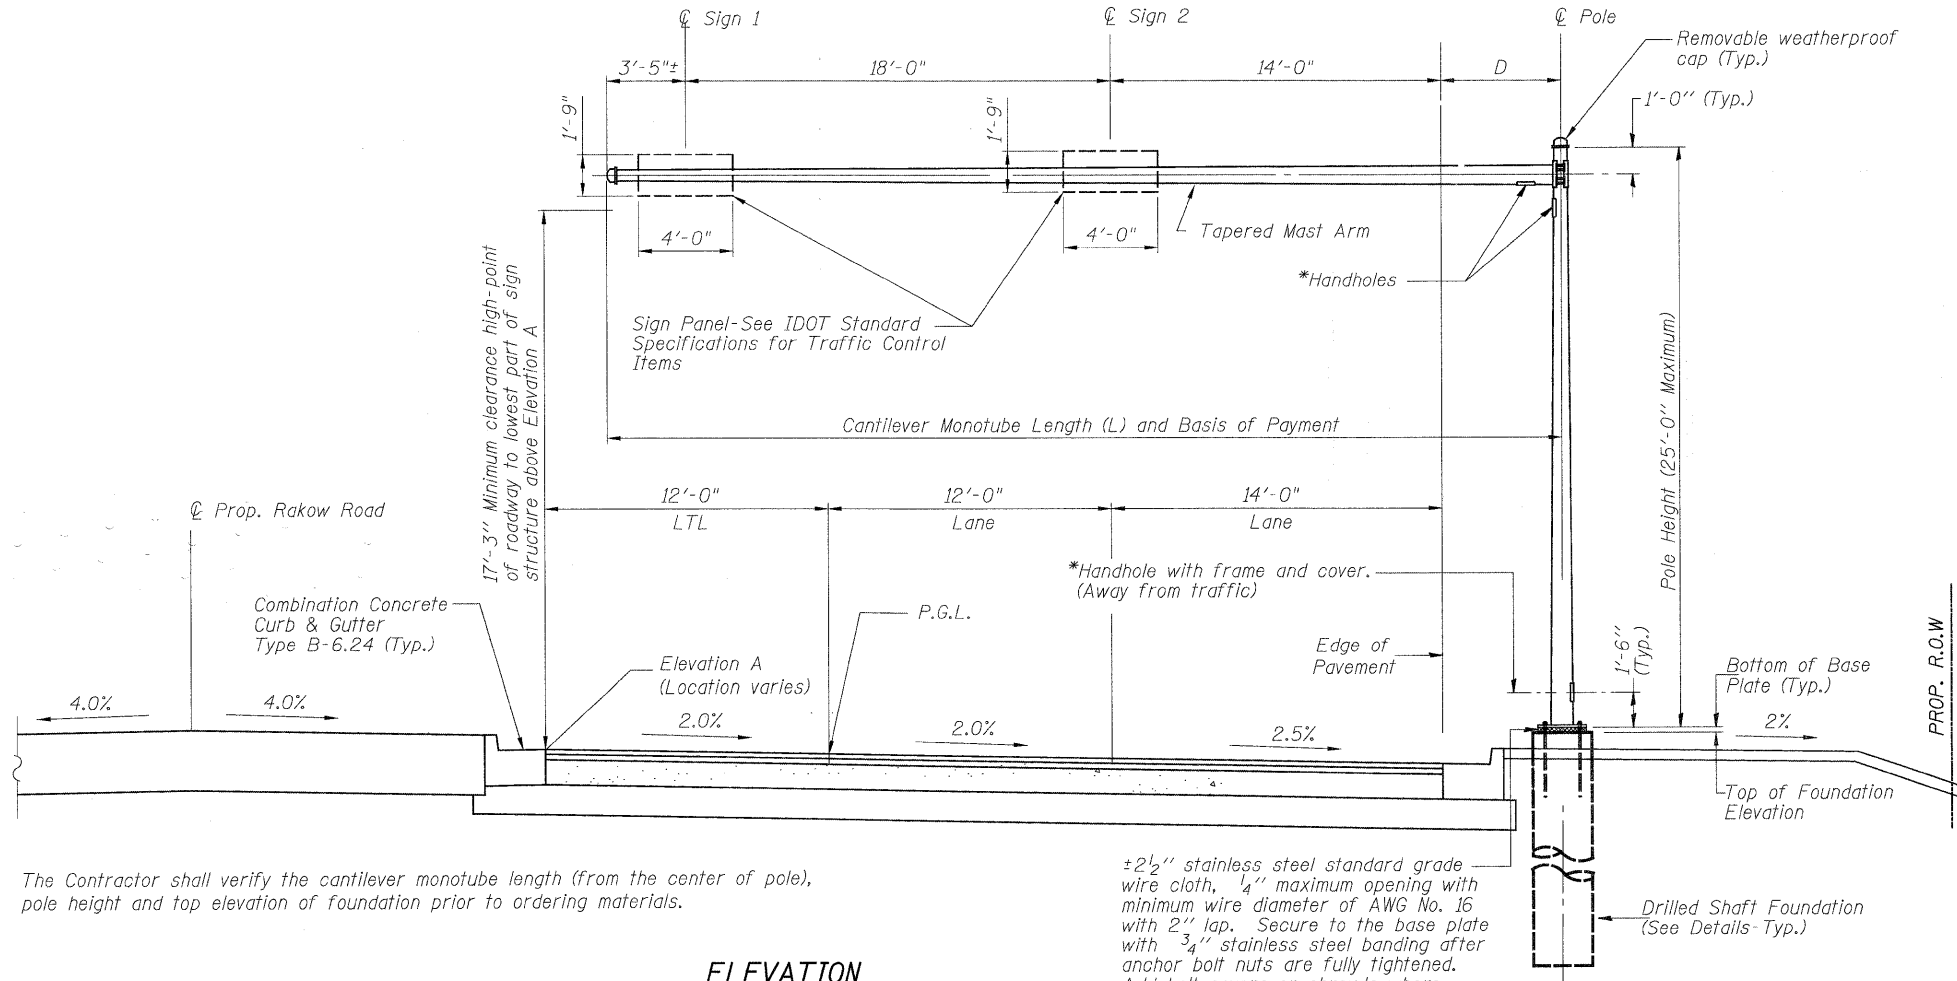 ℄ Sign 1
℄ Sign 2
℄ Pole
Removable weatherproof
cap (Typ.)
3'-5"±
18'-0"
14'-0"
D
1'-0" (Typ.)
1'-9"
1'-9"
4'-0"
4'-0"
Tapered Mast Arm
*Handholes
Sign Panel-See IDOT Standard
Specifications for Traffic Control
Items
17'-3" Minimum clearance high-point
of roadway to lowest part of sign
structure above Elevation A
Cantilever Monotube Length (L) and Basis of Payment
Pole Height (25'-0" Maximum)
12'-0"
LTL
12'-0"
Lane
14'-0"
Lane
℄ Prop. Rakow Road
*Handhole with frame and cover.
(Away from traffic)
Combination Concrete
Curb & Gutter
Type B-6.24 (Typ.)
P.G.L.
Edge of
Pavement
1'-6"
(Typ.)
Elevation A
(Location varies)
Bottom of Base
Plate (Typ.)
PROP. R.O.W
4.0%
4.0%
2.0%
2.0%
2.5%
2%
Top of Foundation
Elevation
The Contractor shall verify the cantilever monotube length (from the center of pole),
pole height and top elevation of foundation prior to ordering materials.
±2½" stainless steel standard grade
wire cloth, ¼" maximum opening with
minimum wire diameter of AWG No. 16
with 2" lap. Secure to the base plate
with ¾" stainless steel banding after
anchor bolt nuts are fully tightened.
Drilled Shaft Foundation
(See Details-Typ.)
ELEVATION